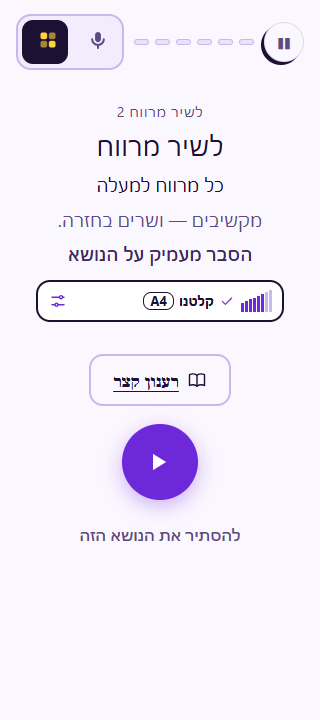 לשיר מרווח 2
לשיר מרווח
כל מרווח למעלה
מקשיבים — ושרים בחזרה.
הסבר מעמיק על הנושא
קלטנו A4
רענון קצר
להסתיר את הנושא הזה